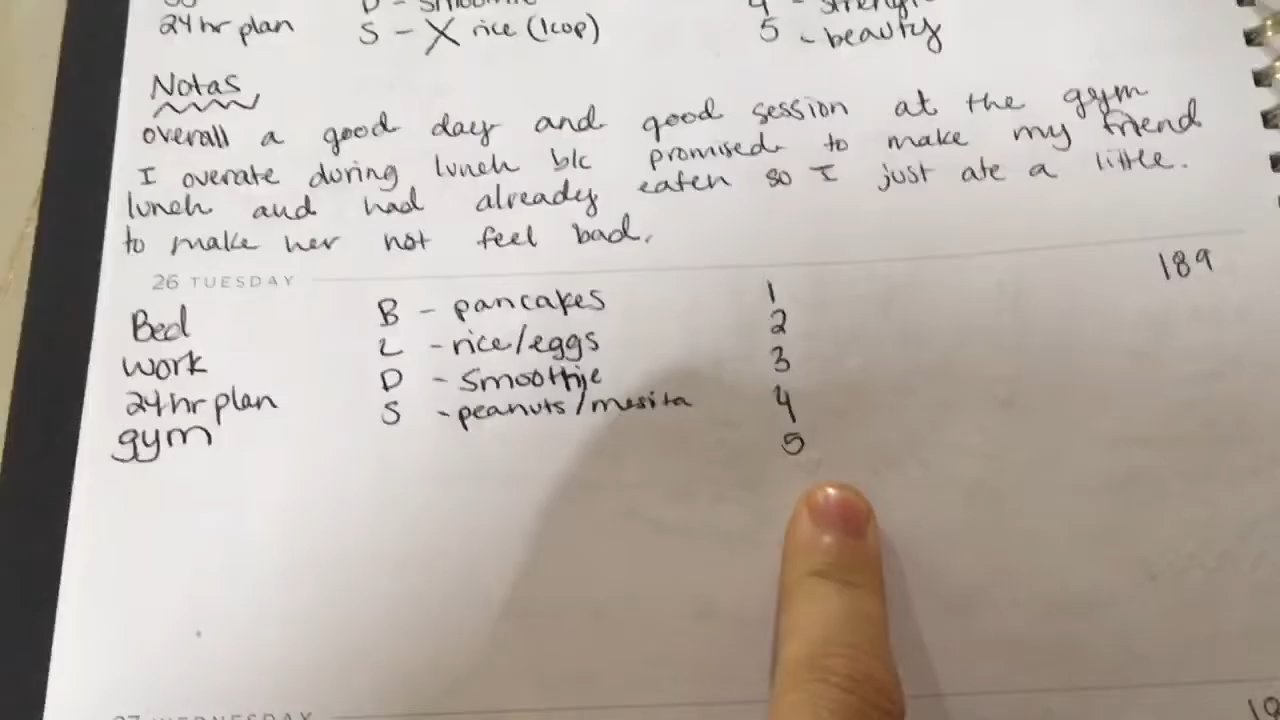 24hr plan S - X rice (1cop) 5 - beauty
Notas
overall a good day and good session at the gym
I overate during lunch b/c promised to make my friend
lunch and had already eaten so I just ate a little.
to make her not feel bad.
26 TUESDAY 189
Bed B - pancakes 1
work L - rice/eggs 2
24hr plan D - Smoothie 3
gym S - peanuts/mesita 4
5
27 WEDNESDAY